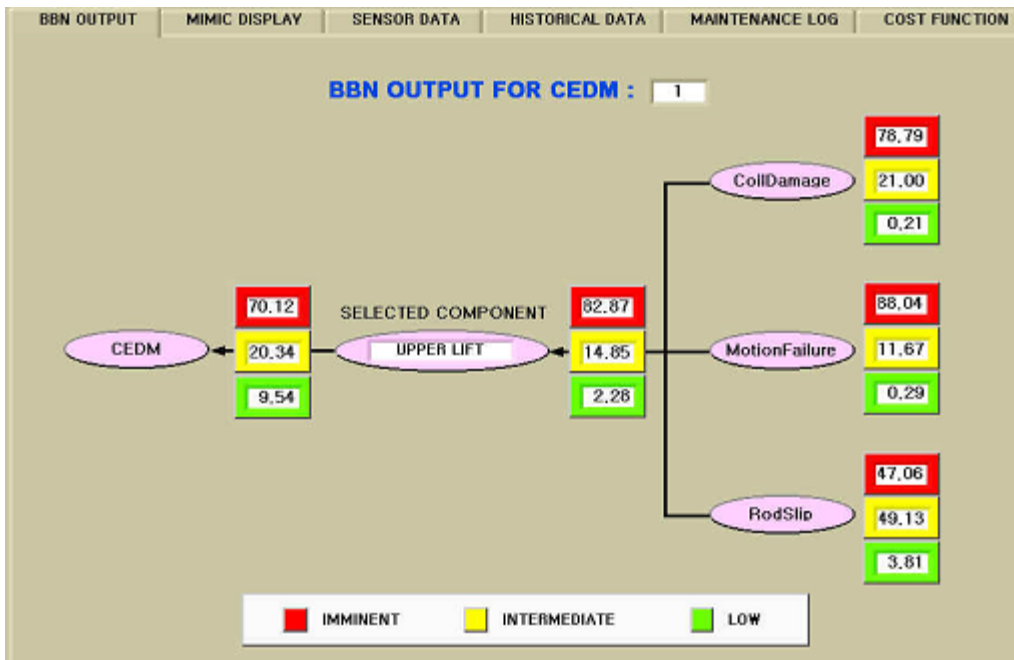 BBN OUTPUT
MIMIC DISPLAY
SENSOR DATA
HISTORICAL DATA
MAINTENANCE LOG
COST FUNCTION
BBN OUTPUT FOR CEDM : 1
78,79
CoilDamage
21,00
0,21
70,12
CEDM
20,34
9,54
SELECTED COMPONENT
UPPER LIFT
82,87
14,85
2,28
88,04
MotionFailure
11,67
0,29
47,06
RodSlip
49,13
3,81
IMMINENT
INTERMEDIATE
LOW